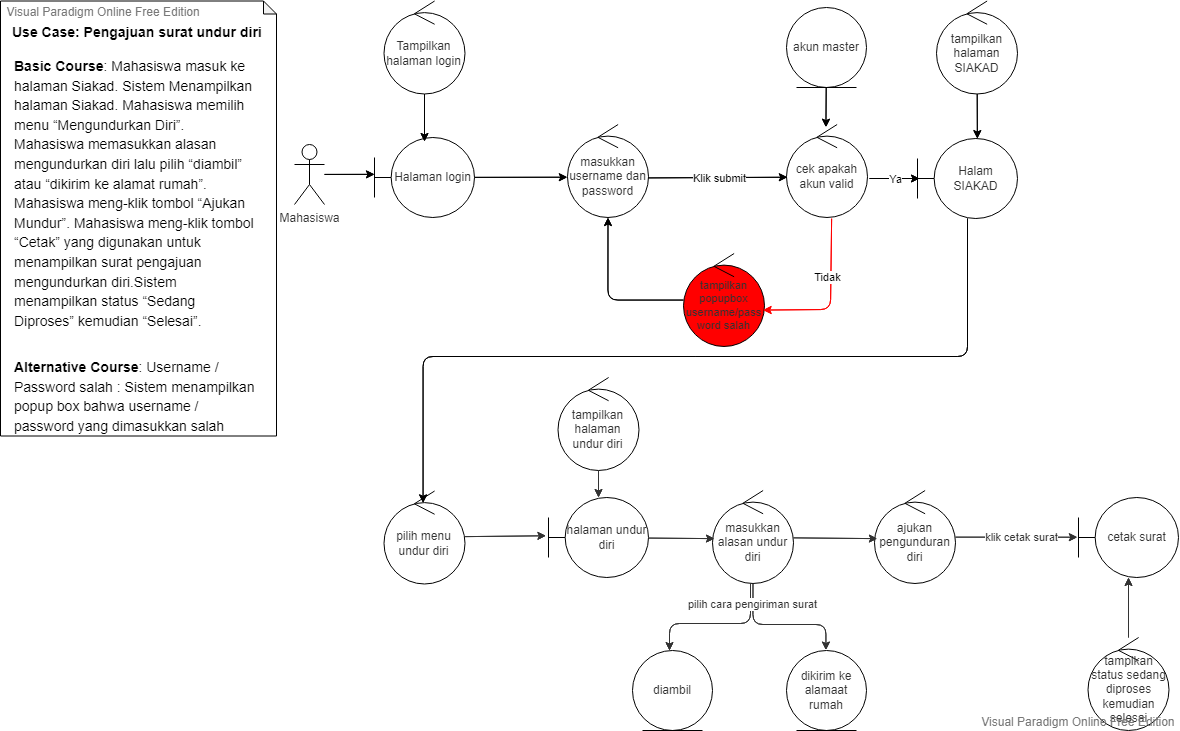 Visual Paradigm Online Free Edition
Use Case: Pengajuan surat undur diri
Basic Course: Mahasiswa masuk ke
halaman Siakad. Sistem Menampilkan
halaman Siakad. Mahasiswa memilih
menu “Mengundurkan Diri”.
Mahasiswa memasukkan alasan
mengundurkan diri lalu pilih “diambil”
atau “dikirim ke alamat rumah”.
Mahasiswa meng-klik tombol “Ajukan
Mundur”. Mahasiswa meng-klik tombol
“Cetak” yang digunakan untuk
menampilkan surat pengajuan
mengundurkan diri.Sistem
menampilkan status “Sedang
Diproses” kemudian “Selesai”.
Alternative Course: Username /
Password salah : Sistem menampilkan
popup box bahwa username /
password yang dimasukkan salah
Tampilkan
halaman login
akun master
tampilkan
halaman
SIAKAD
Mahasiswa
Halaman login
masukkan
username dan
password
Klik submit
cek apakah
akun valid
Ya
Halam
SIAKAD
Tidak
tampilkan
popupbox
username/pass
word salah
tampilkan
halaman
undur diri
pilih menu
undur diri
halaman undur
diri
masukkan
alasan undur
diri
ajukan
pengunduran
diri
klik cetak surat
cetak surat
pilih cara pengiriman surat
diambil
dikirim ke
alamaat
rumah
tampilkan
status sedang
diproses
kemudian
selesai
Visual Paradigm Online Free Edition